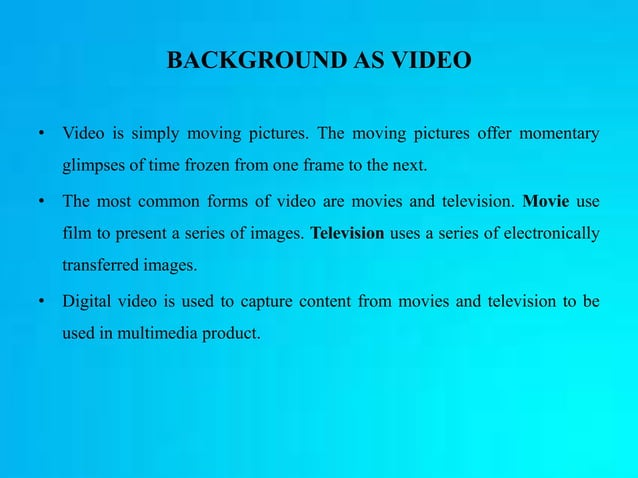 BACKGROUND AS VIDEO
• Video is simply moving pictures. The moving pictures offer momentary
glimpses of time frozen from one frame to the next.
• The most common forms of video are movies and television. Movie use
film to present a series of images. Television uses a series of electronically
transferred images.
• Digital video is used to capture content from movies and television to be
used in multimedia product.